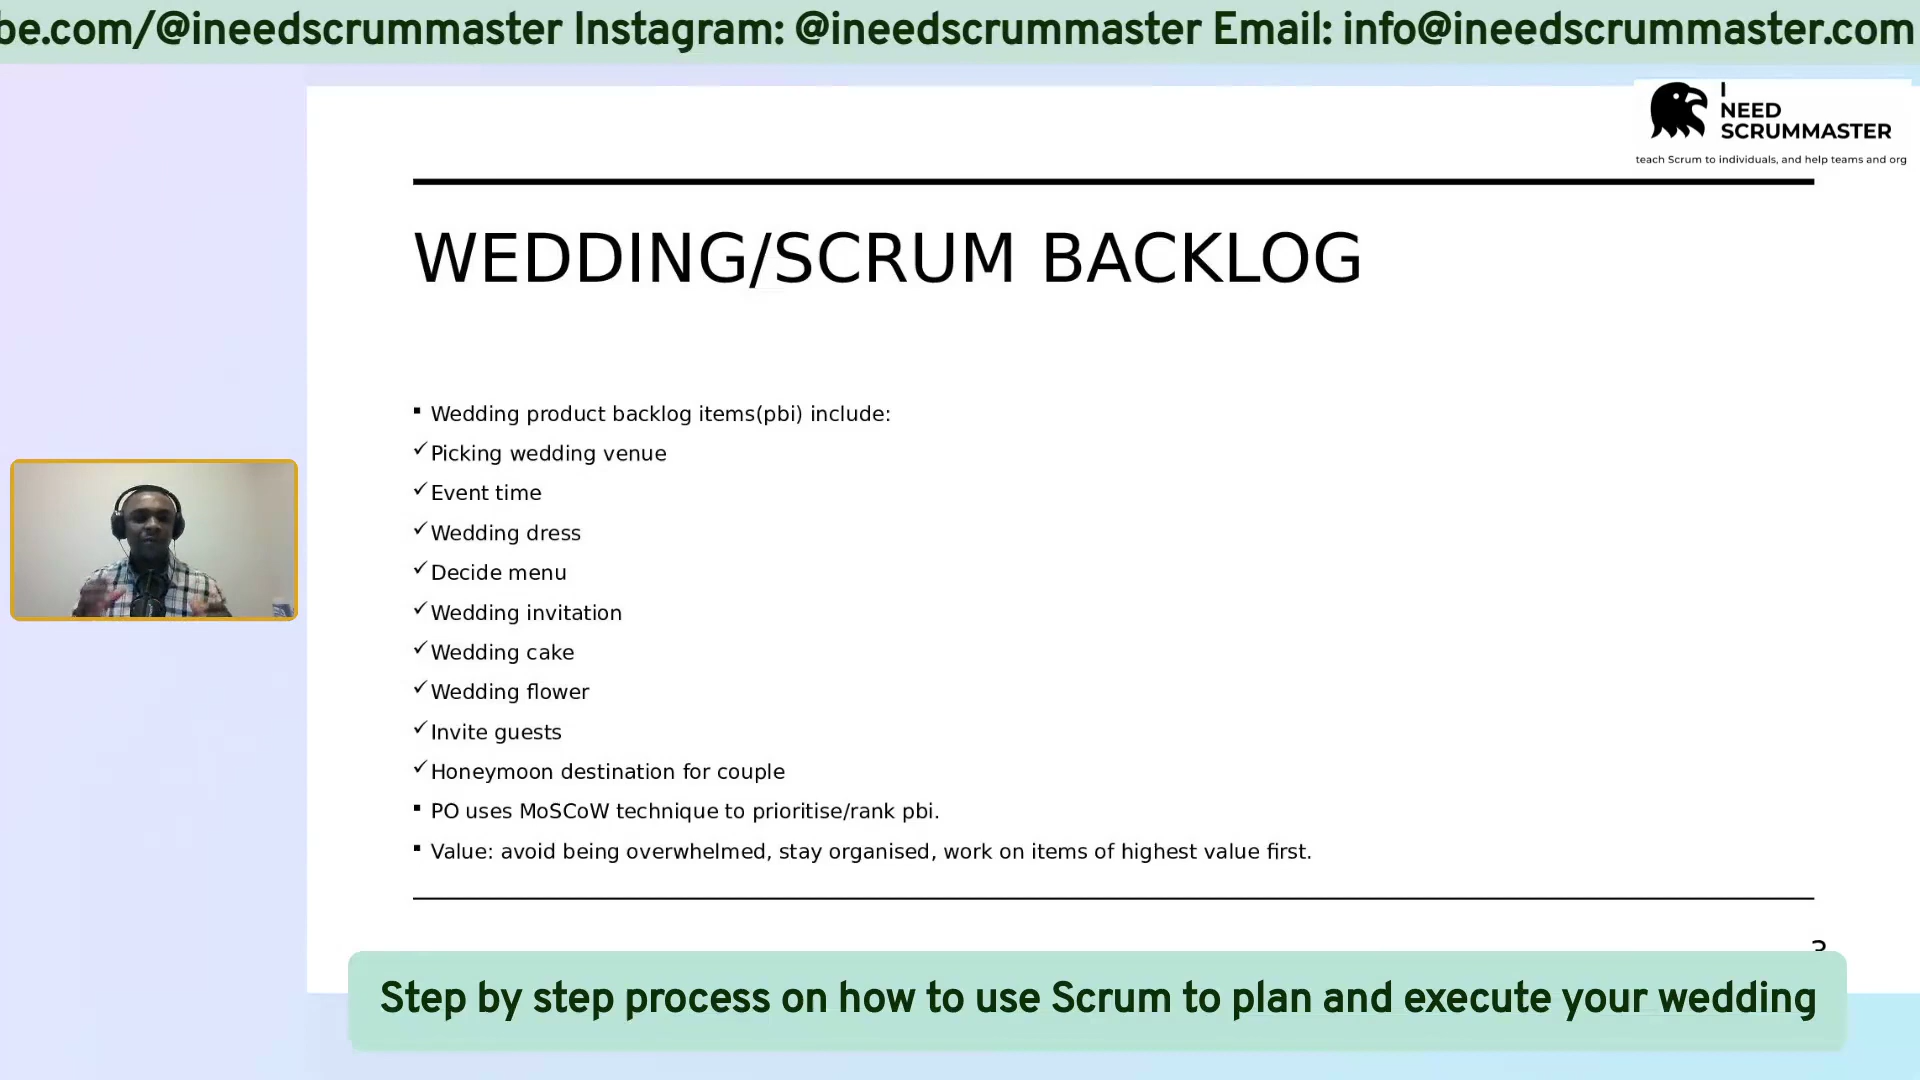 be.com/@ineedscrummaster Instagram: @ineedscrummaster Email: info@ineedscrummaster.com
I
NEED
SCRUMMASTER
teach Scrum to individuals, and help teams and org
WEDDING/SCRUM BACKLOG
▪ Wedding product backlog items(pbi) include:
✓Picking wedding venue
✓Event time
✓Wedding dress
✓Decide menu
✓Wedding invitation
✓Wedding cake
✓Wedding flower
✓Invite guests
✓Honeymoon destination for couple
▪ PO uses MoSCoW technique to prioritise/rank pbi.
▪ Value: avoid being overwhelmed, stay organised, work on items of highest value first.
Step by step process on how to use Scrum to plan and execute your wedding